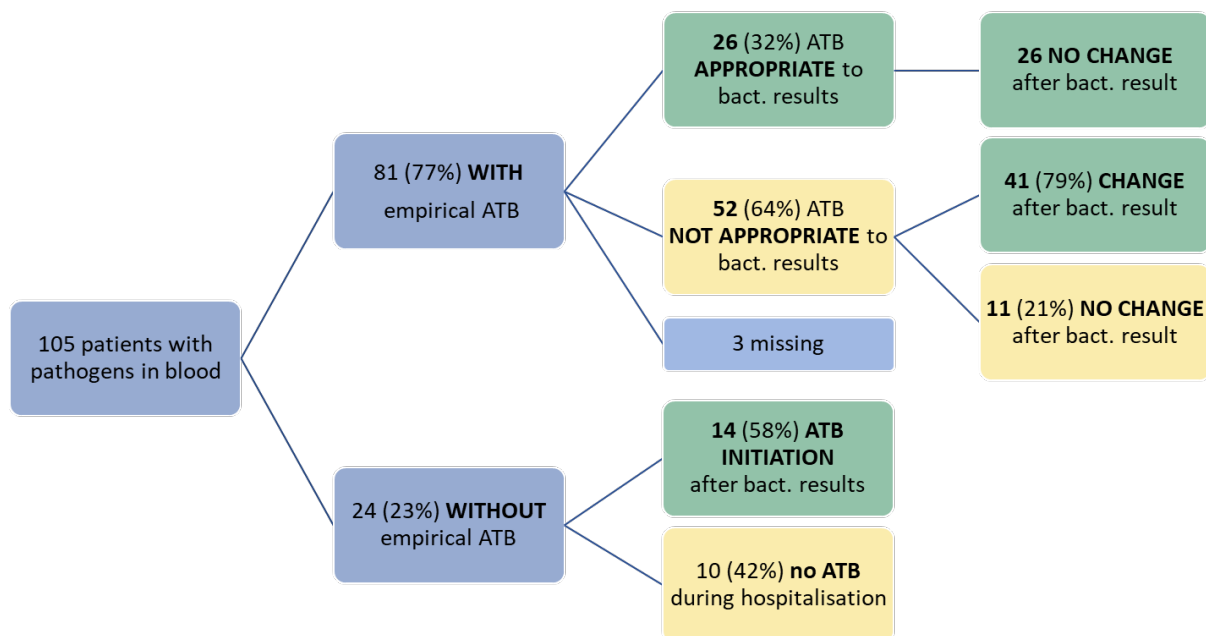 105 patients with
pathogens in blood
81 (77%) WITH
empirical ATB
24 (23%) WITHOUT
empirical ATB
26 (32%) ATB
APPROPRIATE to
bact. results
52 (64%) ATB
NOT APPROPRIATE to
bact. results
3 missing
14 (58%) ATB
INITIATION
after bact. results
10 (42%) no ATB
during hospitalisation
26 NO CHANGE
after bact. result
41 (79%) CHANGE
after bact. result
11 (21%) NO CHANGE
after bact. result